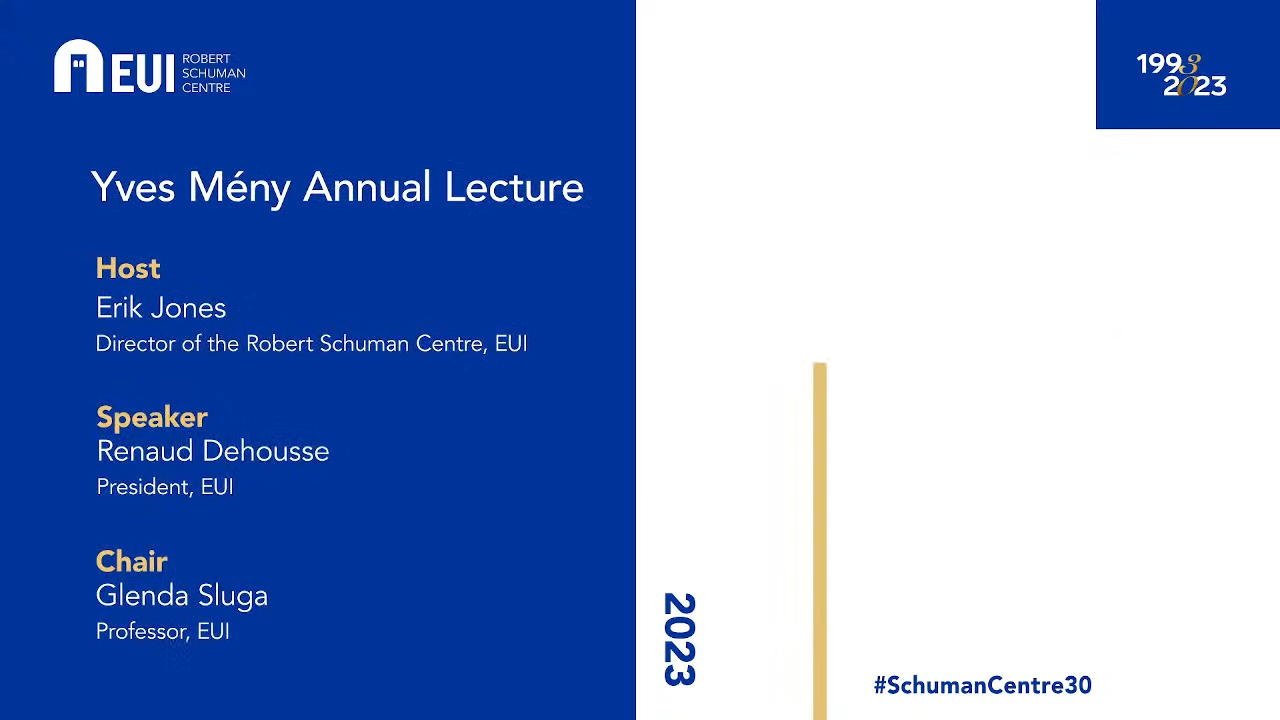 EUI
ROBERT
SCHUMAN
CENTRE
1993
2023
Yves Mény Annual Lecture
Host
Erik Jones
Director of the Robert Schuman Centre, EUI
Speaker
Renaud Dehousse
President, EUI
Chair
Glenda Sluga
Professor, EUI
2023
#SchumanCentre30